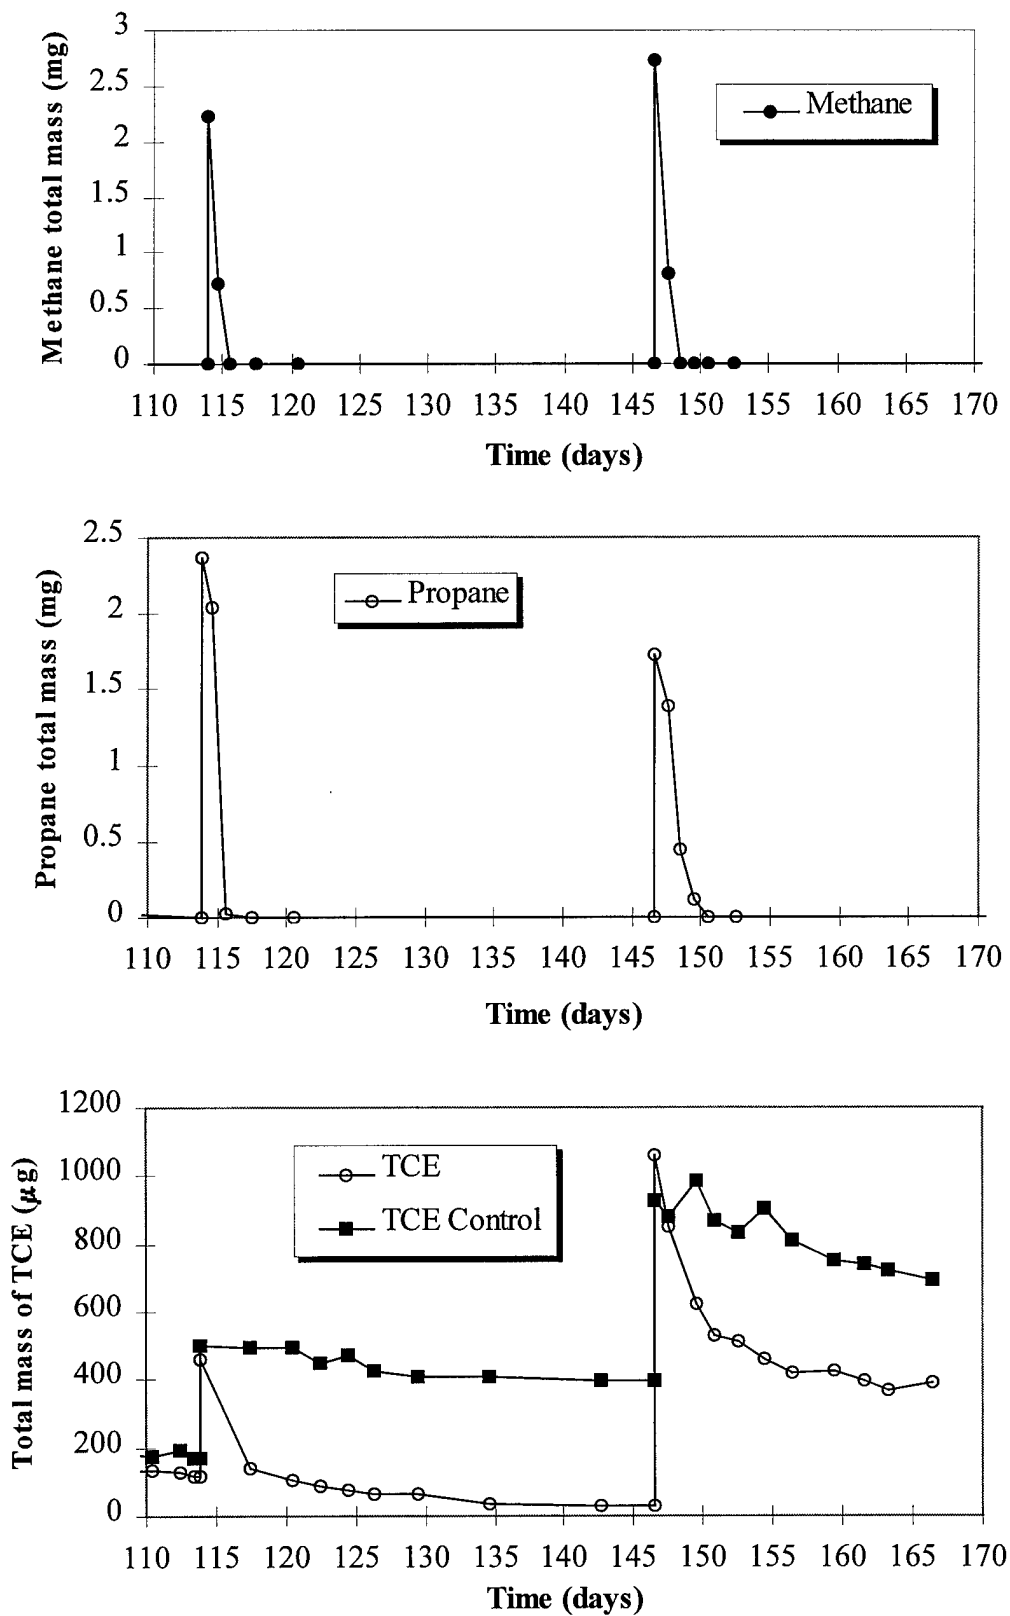 Methane total mass (mg)
3
2.5
2
1.5
1
0.5
0
Methane
110 115 120 125 130 135 140 145 150 155 160 165 170
Time (days)
Propane total mass (mg)
2.5
2
1.5
1
0.5
0
Propane
110 115 120 125 130 135 140 145 150 155 160 165 170
Time (days)
Total mass of TCE (μg)
1200
1000
800
600
400
200
0
TCE
TCE Control
110 115 120 125 130 135 140 145 150 155 160 165 170
Time (days)